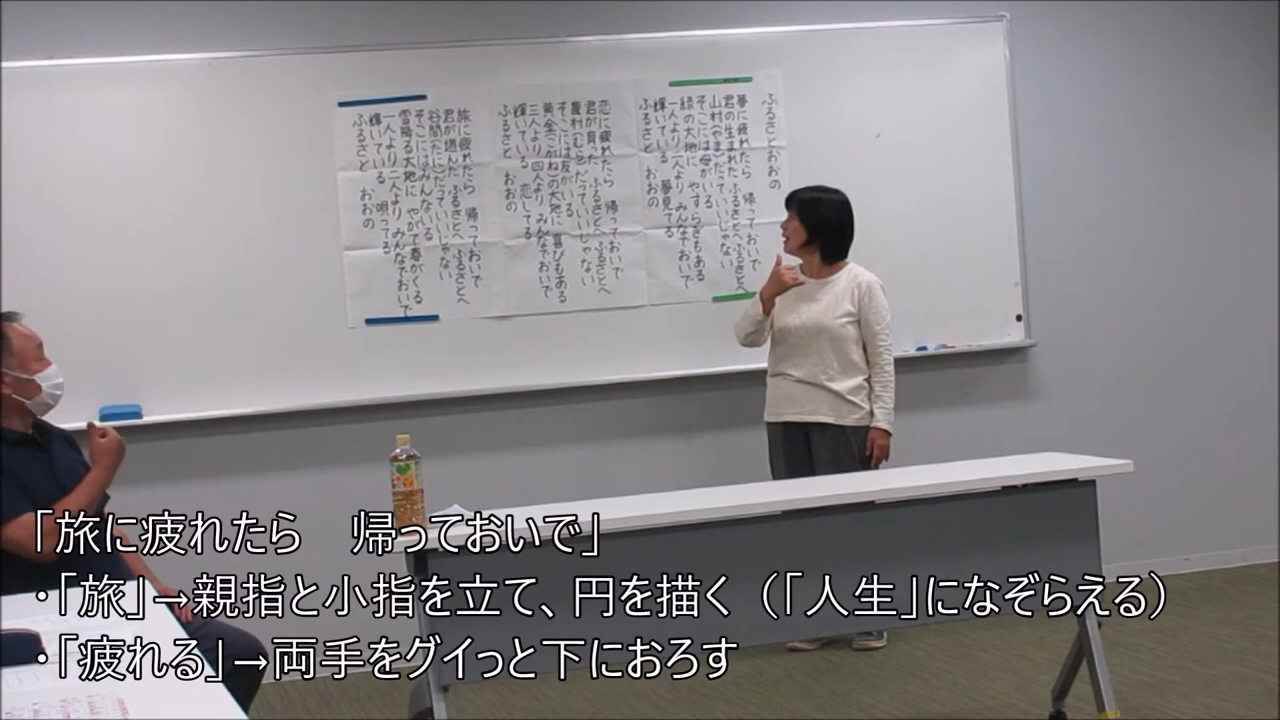 ふるさとおおの
夢に疲れたら 帰っておいで
君の生まれた ふるさとへ ふるさとへ
山村(やま)だっていいじゃない
そこには母がいる
緑の大地に やすらぎもある
一人より二人より みんなでおいで
輝いている 夢見てる
ふるさと おおの
恋に疲れたら 帰っておいで
君が育った ふるさとへ ふるさとへ
農村(むら)だっていいじゃない
そこには友がいる
黄金(こがね)の大地に 喜びもある
三人より 四人より みんなでおいで
輝いている 恋してる
ふるさと おおの
旅に疲れたら 帰っておいで
君が遊んだ ふるさとへ ふるさとへ
谷間(たに)だっていいじゃない
そこにはみんないる
雪降る大地に やがて春がくる
一人より 二人より みんなでおいで
輝いている 唄ってる
ふるさと おおの
「旅に疲れたら 帰っておいで」
・「旅」→親指と小指を立て、円を描く（「人生」になぞらえる）
・「疲れる」→両手をグイっと下におろす